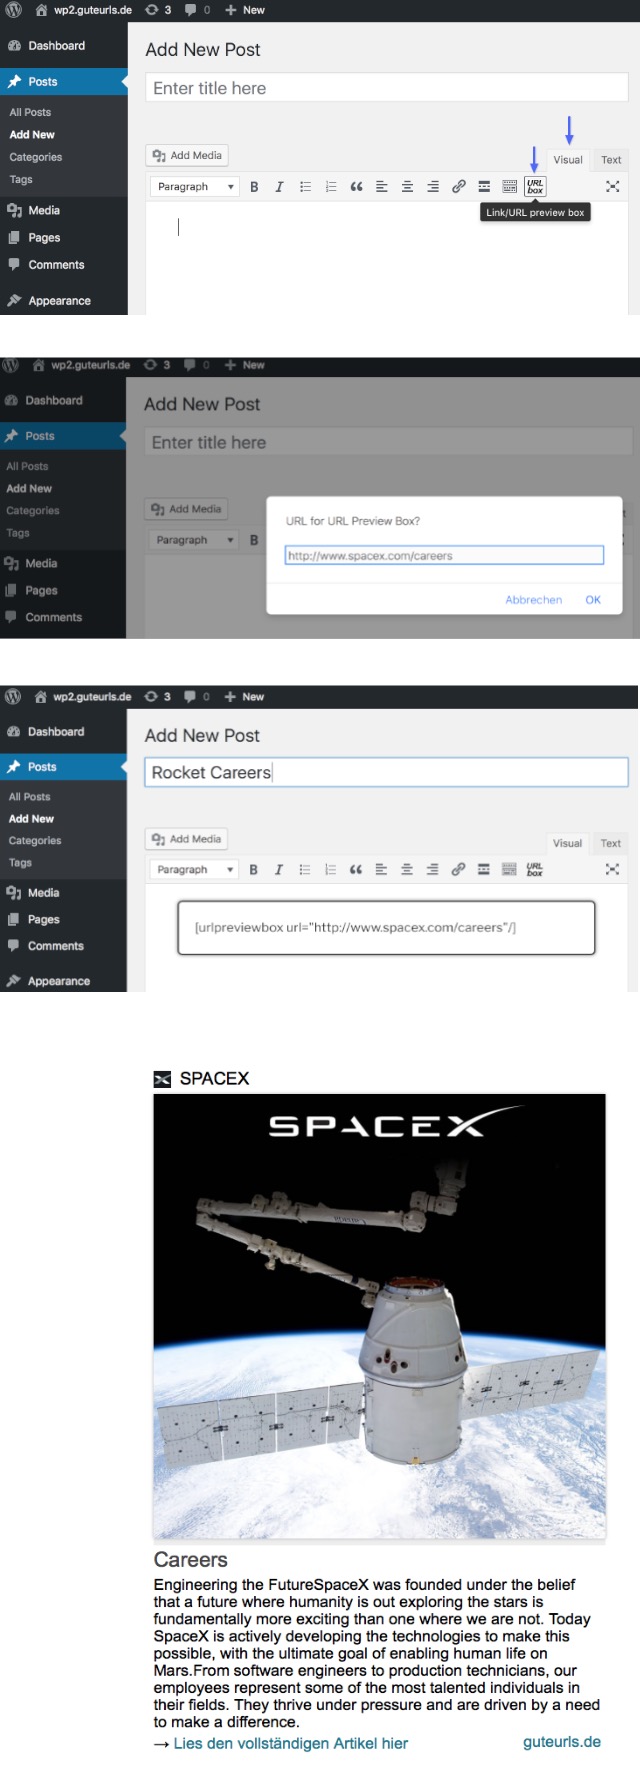 wp2.guteurls.de 3 0 + New
Dashboard
Add New Post
Posts
Enter title here
All Posts
Add New
Categories
Add Media
Visual Text
Tags
Paragraph B I URL box
Media
Link/URL preview box
Pages
Comments
Appearance
wp2.guteurls.de 3 0 + New
Dashboard
Add New Post
Posts
Enter title here
All Posts
Add New
Categories
Add Media
URL for URL Preview Box?
Tags
Paragraph B
http://www.spacex.com/careers
Media
Pages
Abbrechen OK
Comments
wp2.guteurls.de 3 0 + New
Dashboard
Add New Post
Posts
Rocket Careers
All Posts
Add New
Categories
Add Media
Visual Text
Tags
Paragraph B I URL box
Media
Pages
[urlpreviewbox url="http://www.spacex.com/careers"/]
Comments
Appearance
SPACEX
SPACEX
Careers
Engineering the FutureSpaceX was founded under the belief
that a future where humanity is out exploring the stars is
fundamentally more exciting than one where we are not. Today
SpaceX is actively developing the technologies to make this
possible, with the ultimate goal of enabling human life on
Mars.From software engineers to production technicians, our
employees represent some of the most talented individuals in
their fields. They thrive under pressure and are driven by a need
to make a difference.
→ Lies den vollständigen Artikel hier guteurls.de